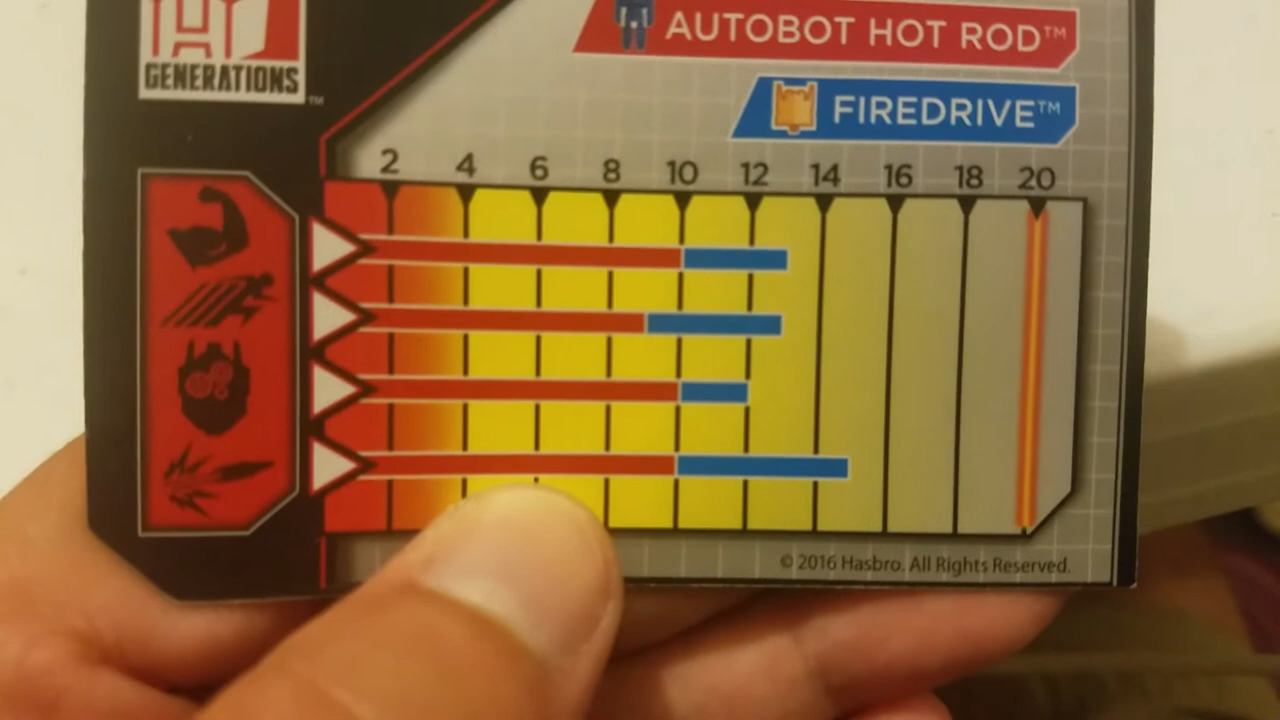 AUTOBOT HOT ROD™
FIREDRIVE™
GENERATIONS™
2 4 6 8 10 12 14 16 18 20
© 2016 Hasbro. All Rights Reserved.